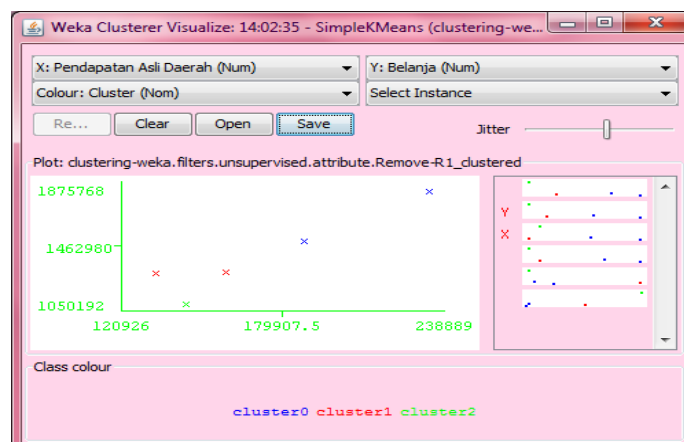 Weka Clusterer Visualize: 14:02:35 - SimpleKMeans (clustering-we...
X: Pendapatan Asli Daerah (Num) Y: Belanja (Num)
Colour: Cluster (Nom) Select Instance
Re... Clear Open Save Jitter
Plot: clustering-weka.filters.unsupervised.attribute.Remove-R1_clustered
1875768
1462980
1050192
120926 179907.5 238889
Y
X
Class colour
cluster0 cluster1 cluster2